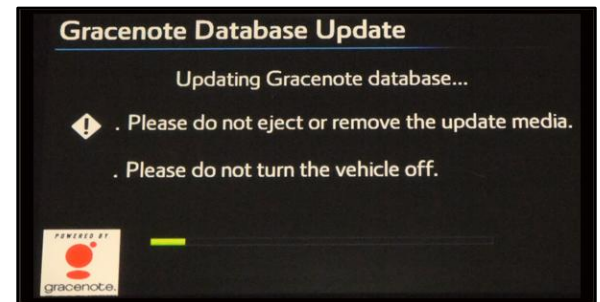 Gracenote Database Update
Updating Gracenote database...
. Please do not eject or remove the update media.
. Please do not turn the vehicle off.
POWERED BY
gracenote.